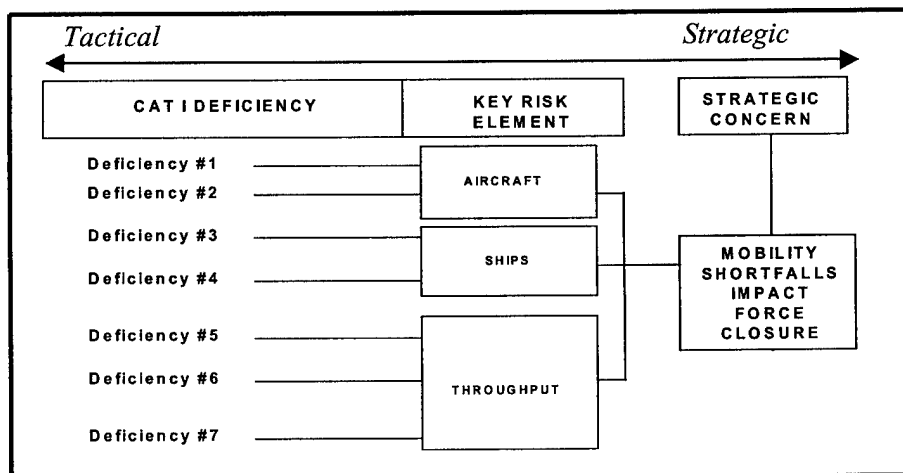 Tactical
Strategic
CAT I DEFICIENCY
KEY RISK
ELEMENT
STRATEGIC
CONCERN
Deficiency #1
Deficiency #2
Deficiency #3
Deficiency #4
Deficiency #5
Deficiency #6
Deficiency #7
AIRCRAFT
SHIPS
THROUGHPUT
MOBILITY
SHORTFALLS
IMPACT
FORCE
CLOSURE